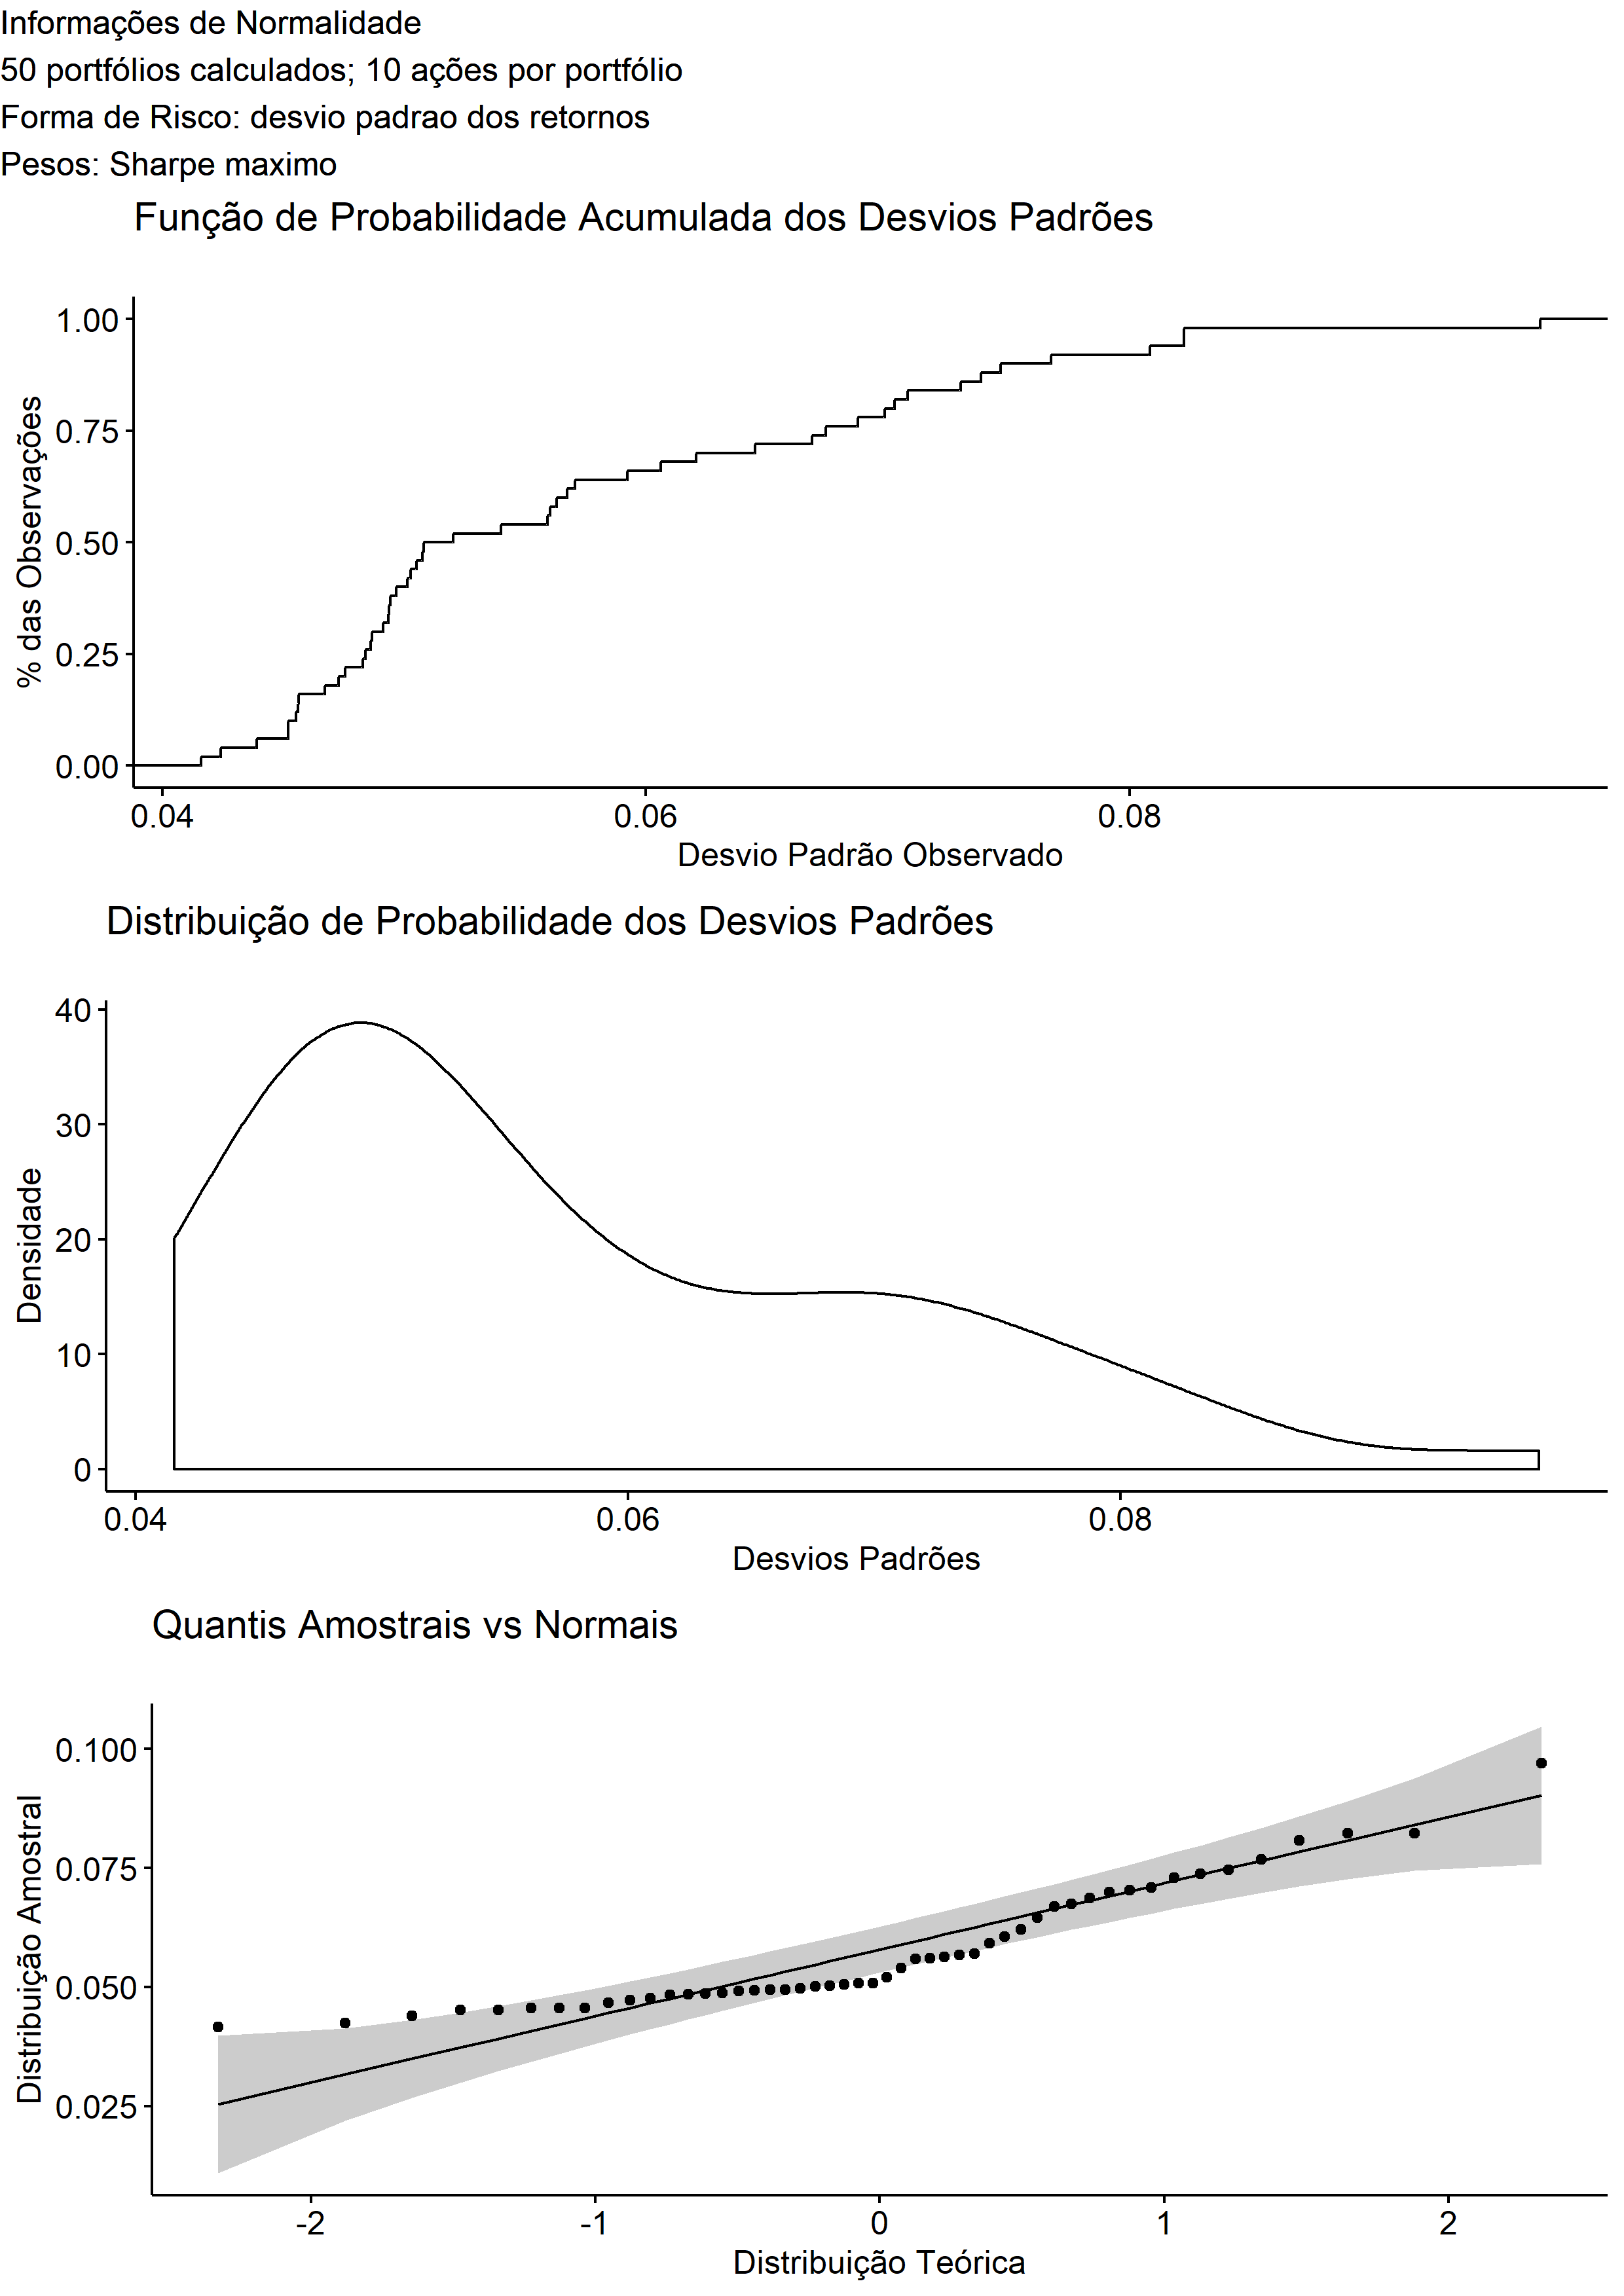 Informações de Normalidade
50 portfólios calculados; 10 ações por portfólio
Forma de Risco: desvio padrao dos retornos
Pesos: Sharpe maximo
Função de Probabilidade Acumulada dos Desvios Padrões
% das Observações
1.00
0.75
0.50
0.25
0.00
0.04
0.06
0.08
Desvio Padrão Observado
Distribuição de Probabilidade dos Desvios Padrões
Densidade
40
30
20
10
0
0.04
0.06
0.08
Desvios Padrões
Quantis Amostrais vs Normais
Distribuição Amostral
0.100
0.075
0.050
0.025
-2
-1
0
1
2
Distribuição Teórica